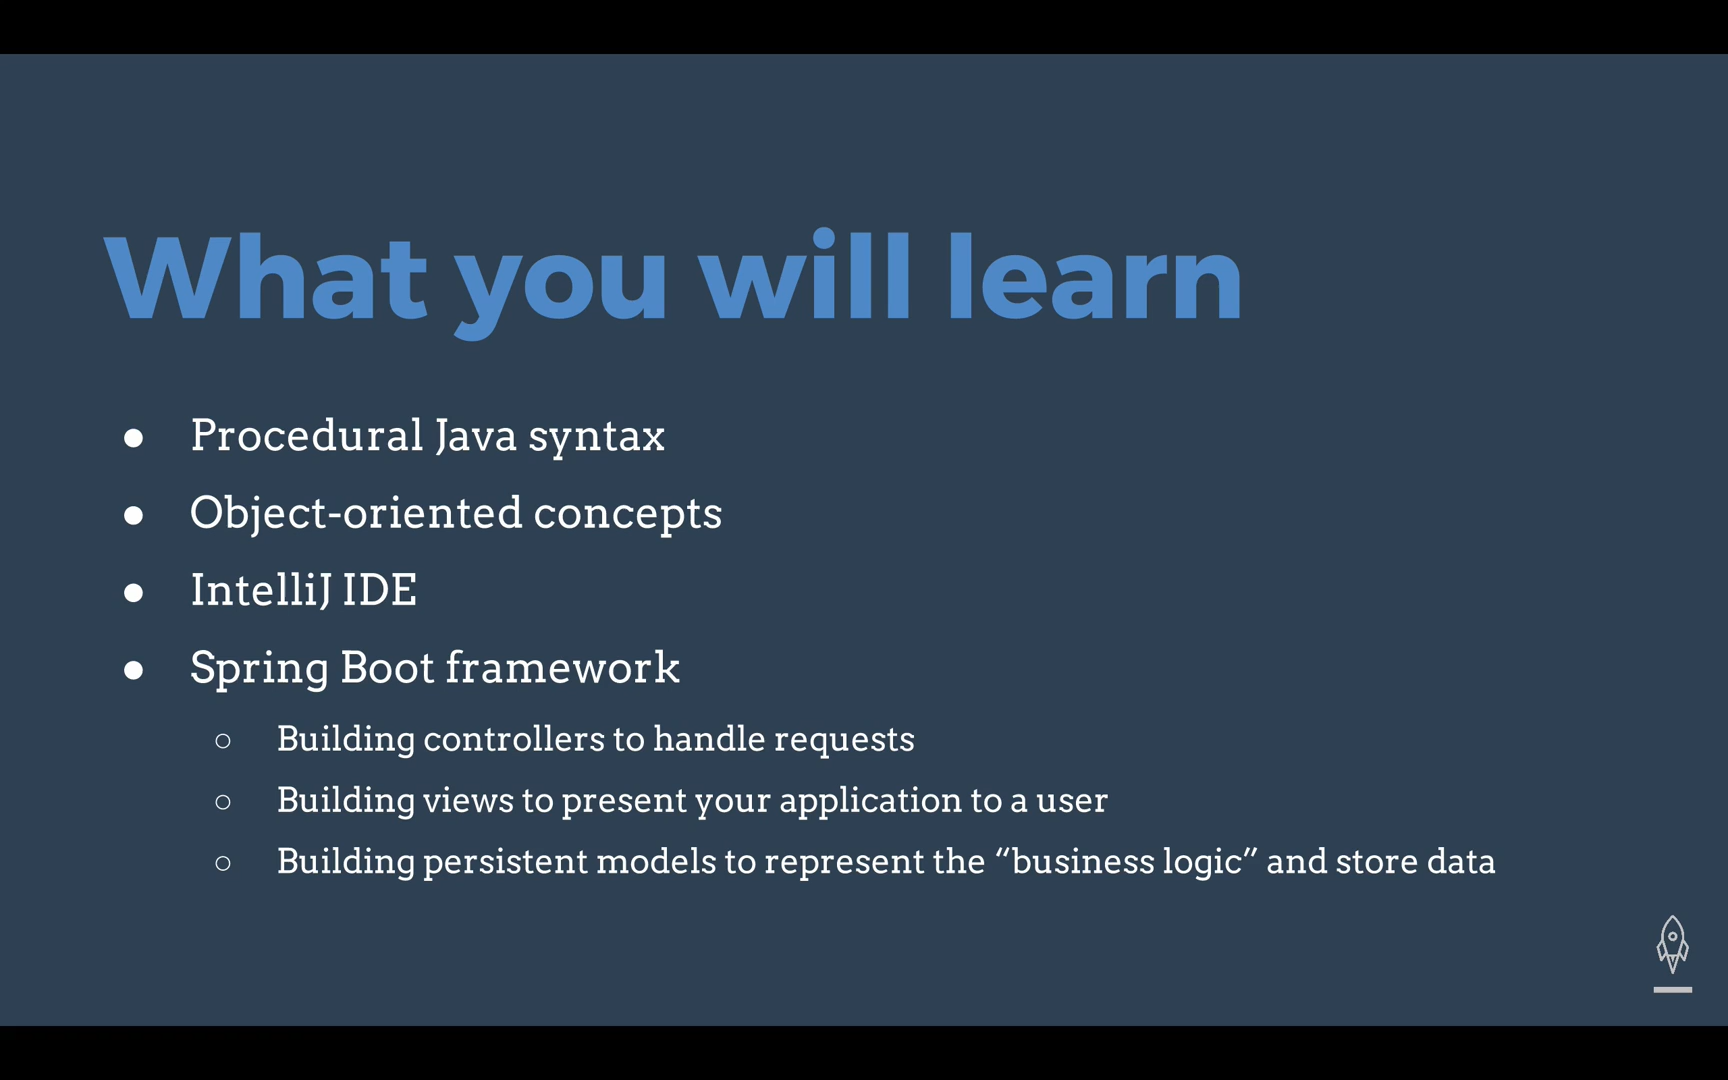 What you will learn
● Procedural Java syntax
● Object-oriented concepts
● IntelliJ IDE
● Spring Boot framework
○ Building controllers to handle requests
○ Building views to present your application to a user
○ Building persistent models to represent the “business logic” and store data